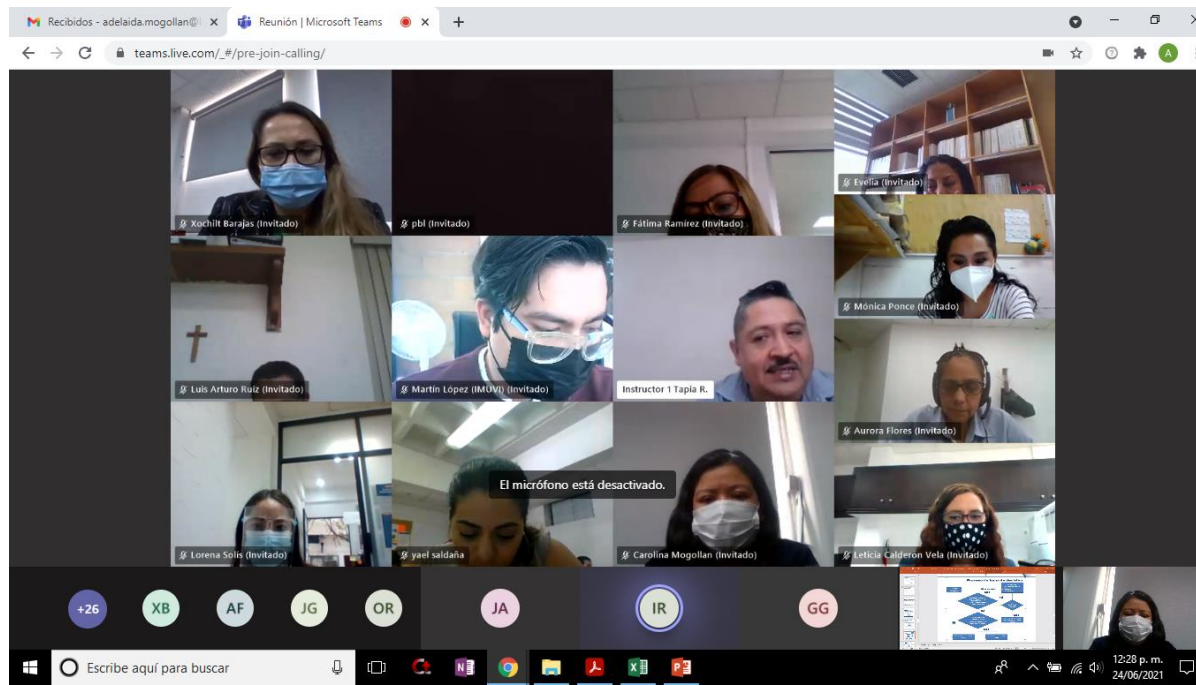 Recibidos - adelaida.mogollan@
Reunión | Microsoft Teams
teams.live.com/_#/pre-join-calling/
A
Xochilt Barajas (Invitado)
pbl (Invitado)
Fátima Ramírez (Invitado)
Evelia (Invitado)
Mónica Ponce (Invitado)
Luis Arturo Ruiz (Invitado)
Martín López (IMUVI) (Invitado)
Instructor 1 Tapia R.
Aurora Flores (Invitado)
El micrófono está desactivado.
Lorena Solís (Invitado)
yael saldaña
Carolina Mogollan (Invitado)
Leticia Calderon Vela (Invitado)
+26
XB
AF
JG
OR
JA
IR
GG
Escribe aquí para buscar
12:28 p. m.
24/06/2021